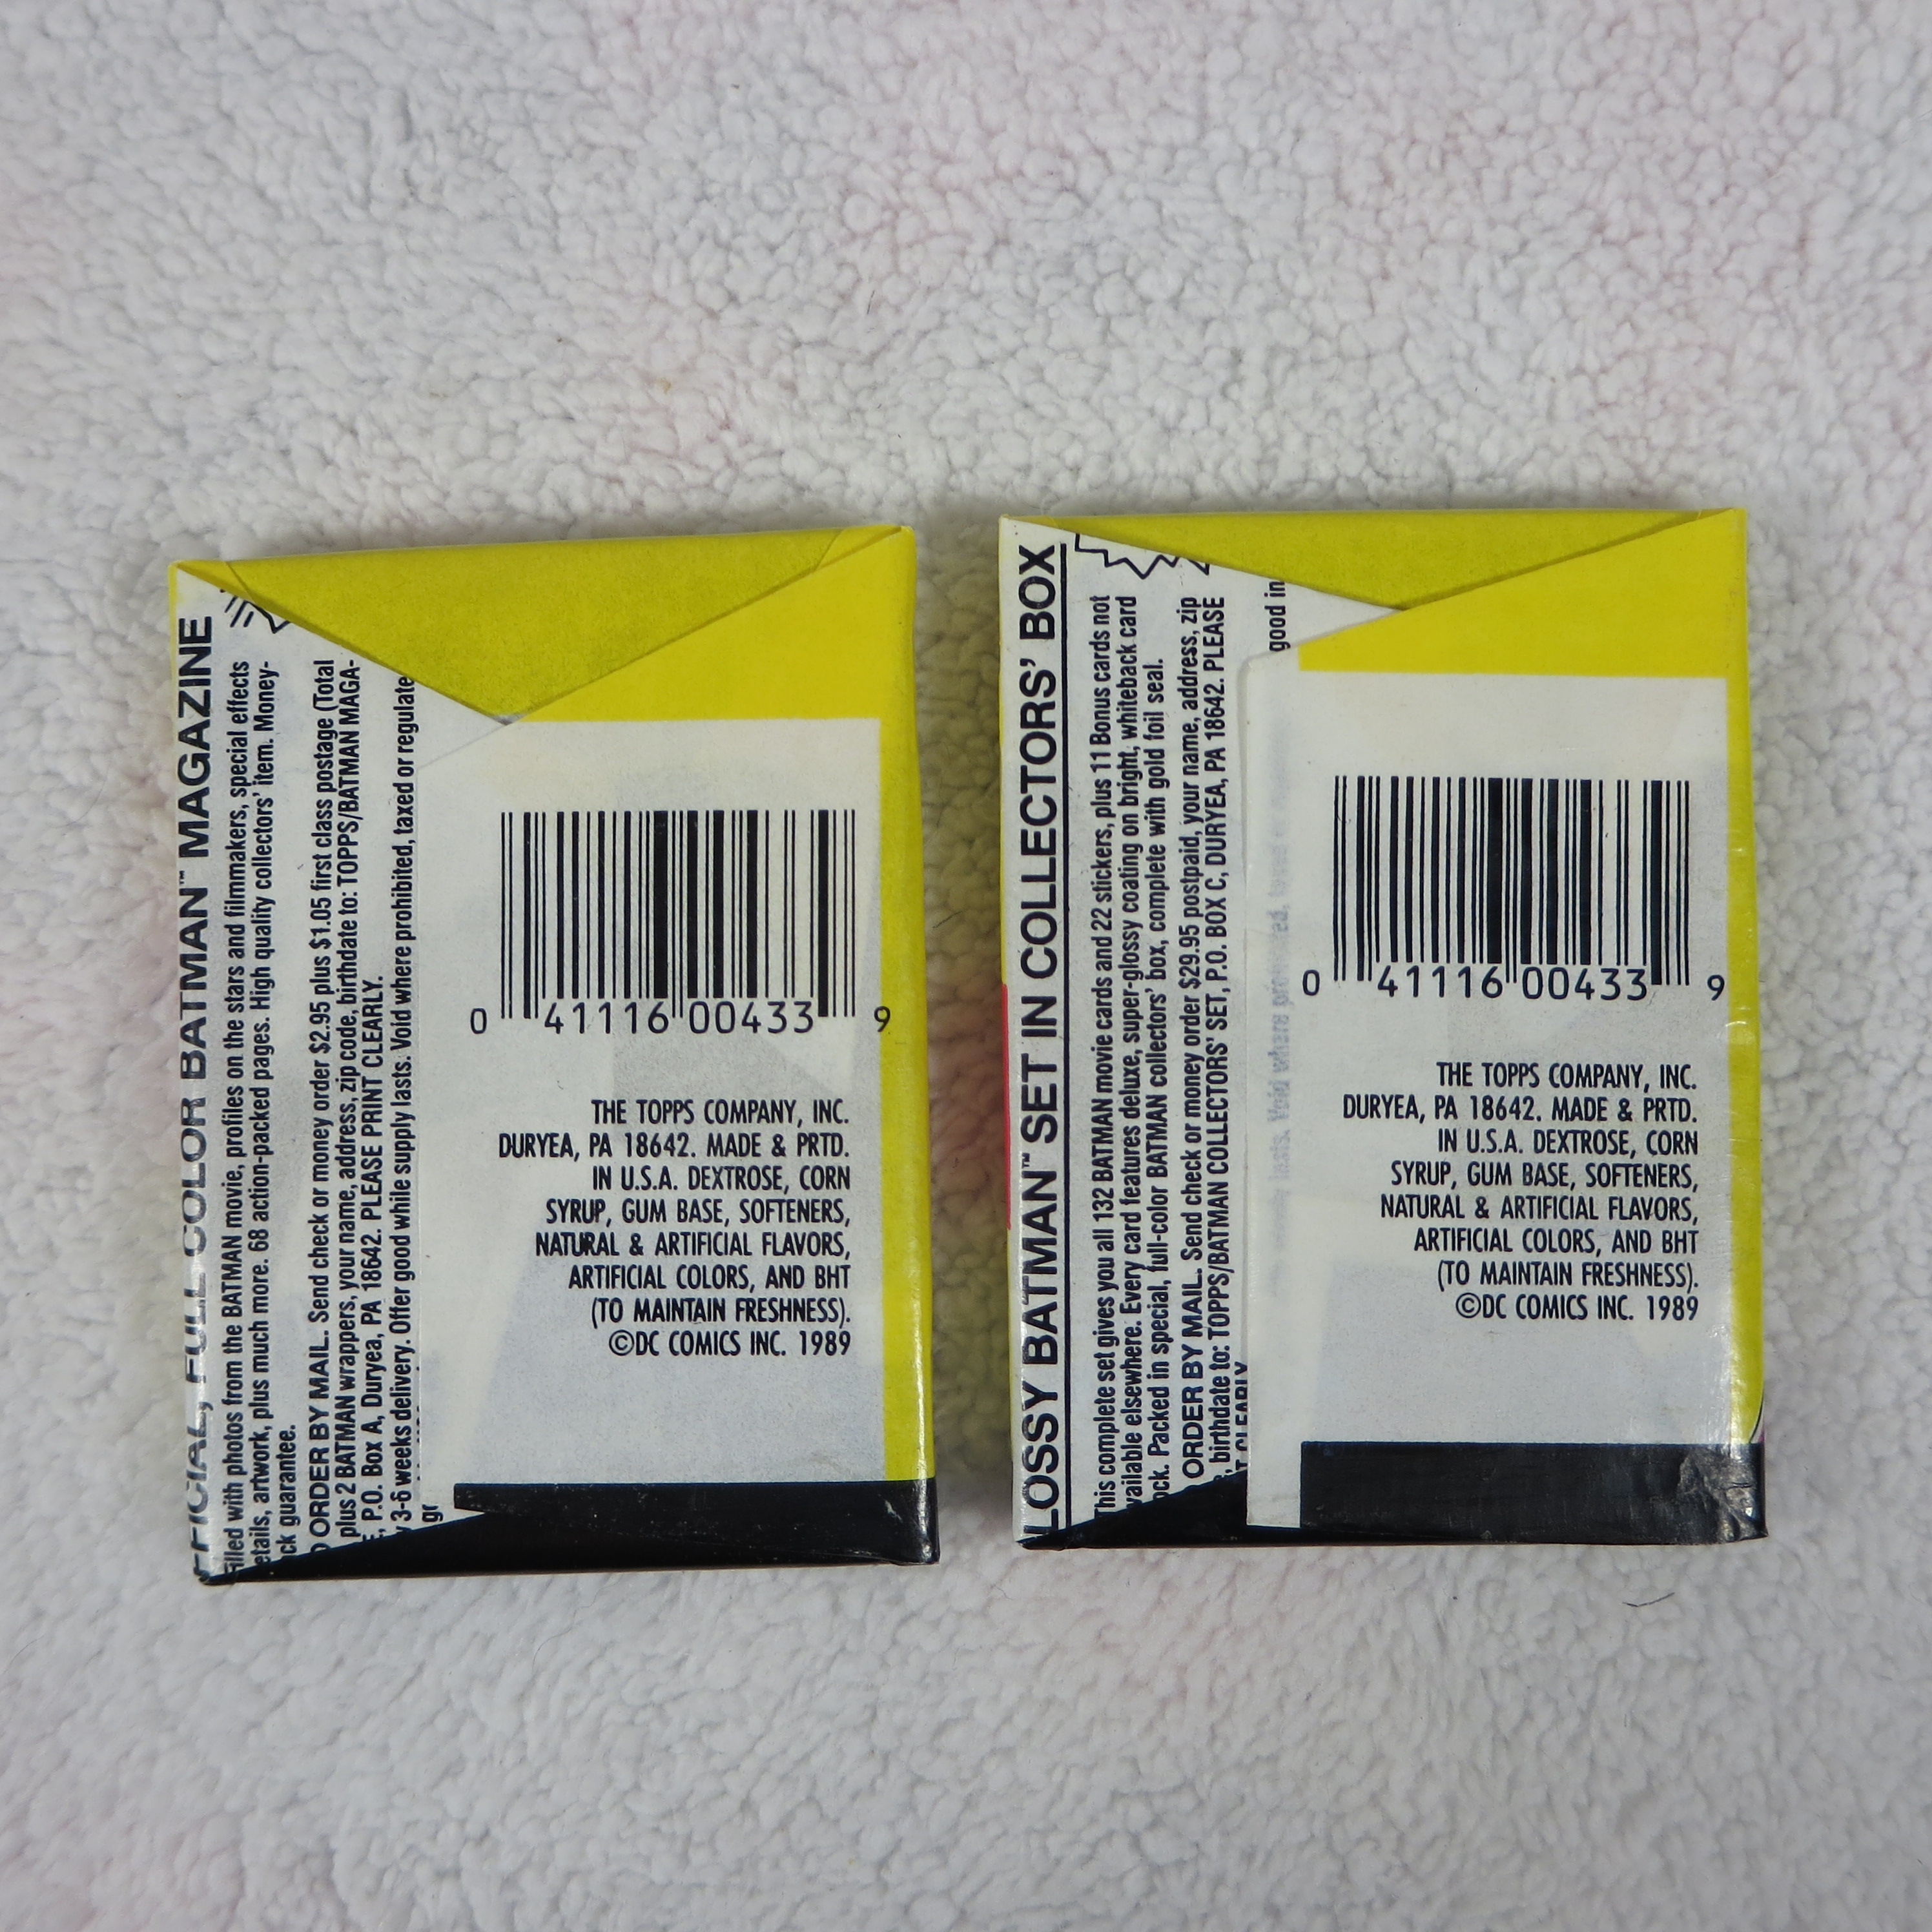 FFICIAL, FULL COLOR BATMAN™ MAGAZINE
Filled with photos from the BATMAN movie, profiles on the stars and filmmakers, special effects
etails, artwork, plus much more. 68 action-packed pages. High quality collectors' item. Money-
ck guarantee.
O ORDER BY MAIL. Send check or money order $2.95 plus $1.05 first class postage (Total
plus 2 BATMAN wrappers, your name, address, zip code, birthdate to: TOPPS/BATMAN MAGA-
E, P.O. Box A, Duryea, PA 18642. PLEASE PRINT CLEARLY.
3-6 weeks delivery. Offer good while supply lasts. Void where prohibited, taxed or regulate
gr
0 41116 00433 9
THE TOPPS COMPANY, INC.
DURYEA, PA 18642. MADE & PRTD.
IN U.S.A. DEXTROSE, CORN
SYRUP, GUM BASE, SOFTENERS,
NATURAL & ARTIFICIAL FLAVORS,
ARTIFICIAL COLORS, AND BHT
(TO MAINTAIN FRESHNESS).
©DC COMICS INC. 1989
LOSSY BATMAN™ SET IN COLLECTORS' BOX
This complete set gives you all 132 BATMAN movie cards and 22 stickers, plus 11 Bonus cards not
vailable elsewhere. Every card features deluxe, super-glossy coating on bright, whiteback card
ock. Packed in special, full-color BATMAN collectors' box, complete with gold foil seal.
ORDER BY MAIL. Send check or money order $29.95 postpaid, your name, address, zip
, birthdate to: TOPPS/BATMAN COLLECTORS' SET, P.O. BOX C, DURYEA, PA 18642. PLEASE
T CLEARLY
good in
0 41116 00433 9
THE TOPPS COMPANY, INC.
DURYEA, PA 18642. MADE & PRTD.
IN U.S.A. DEXTROSE, CORN
SYRUP, GUM BASE, SOFTENERS,
NATURAL & ARTIFICIAL FLAVORS,
ARTIFICIAL COLORS, AND BHT
(TO MAINTAIN FRESHNESS).
©DC COMICS INC. 1989